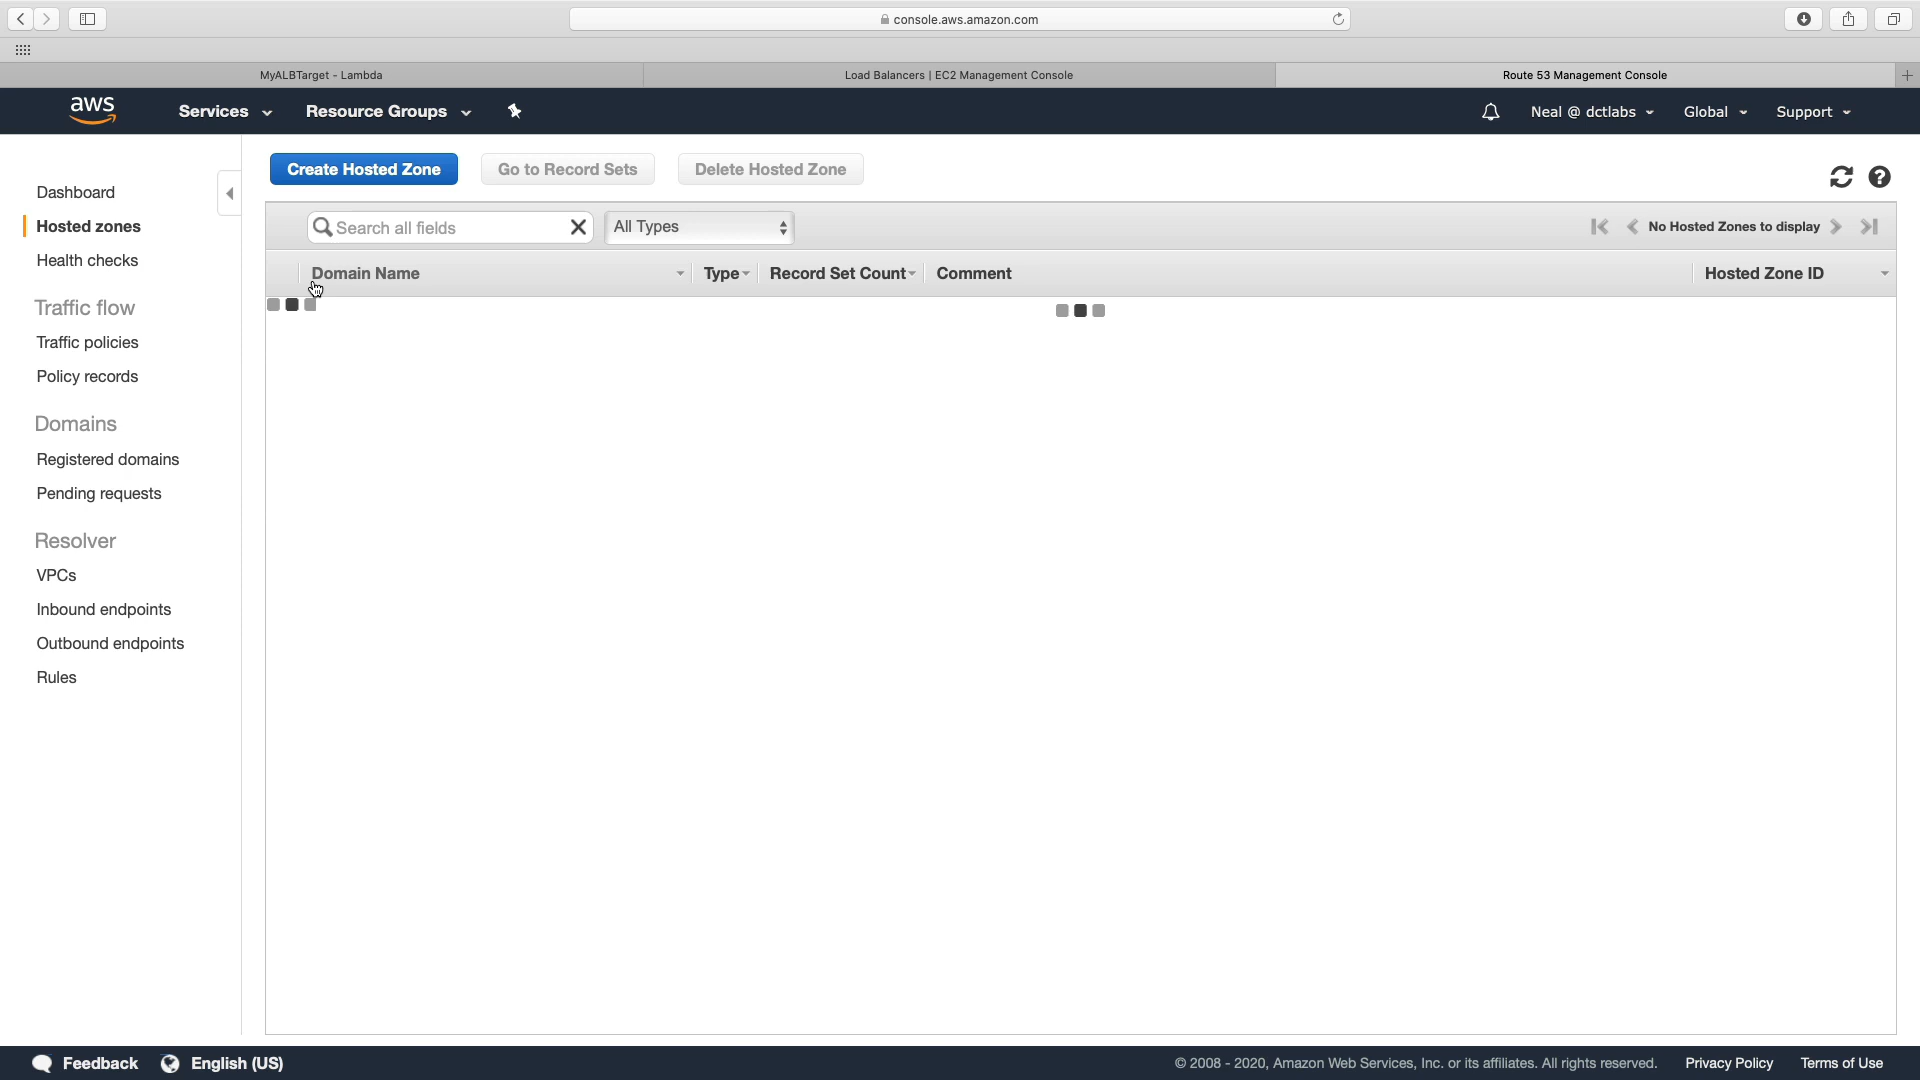 console.aws.amazon.com
MyALBTarget - Lambda
Load Balancers | EC2 Management Console
Route 53 Management Console
aws
Services
Resource Groups
Neal @ dctlabs
Global
Support
Dashboard
Hosted zones
Health checks
Traffic flow
Traffic policies
Policy records
Domains
Registered domains
Pending requests
Resolver
VPCs
Inbound endpoints
Outbound endpoints
Rules
Create Hosted Zone
Go to Record Sets
Delete Hosted Zone
Search all fields
All Types
No Hosted Zones to display
Domain Name
Type
Record Set Count
Comment
Hosted Zone ID
Feedback
English (US)
© 2008 - 2020, Amazon Web Services, Inc. or its affiliates. All rights reserved.
Privacy Policy
Terms of Use